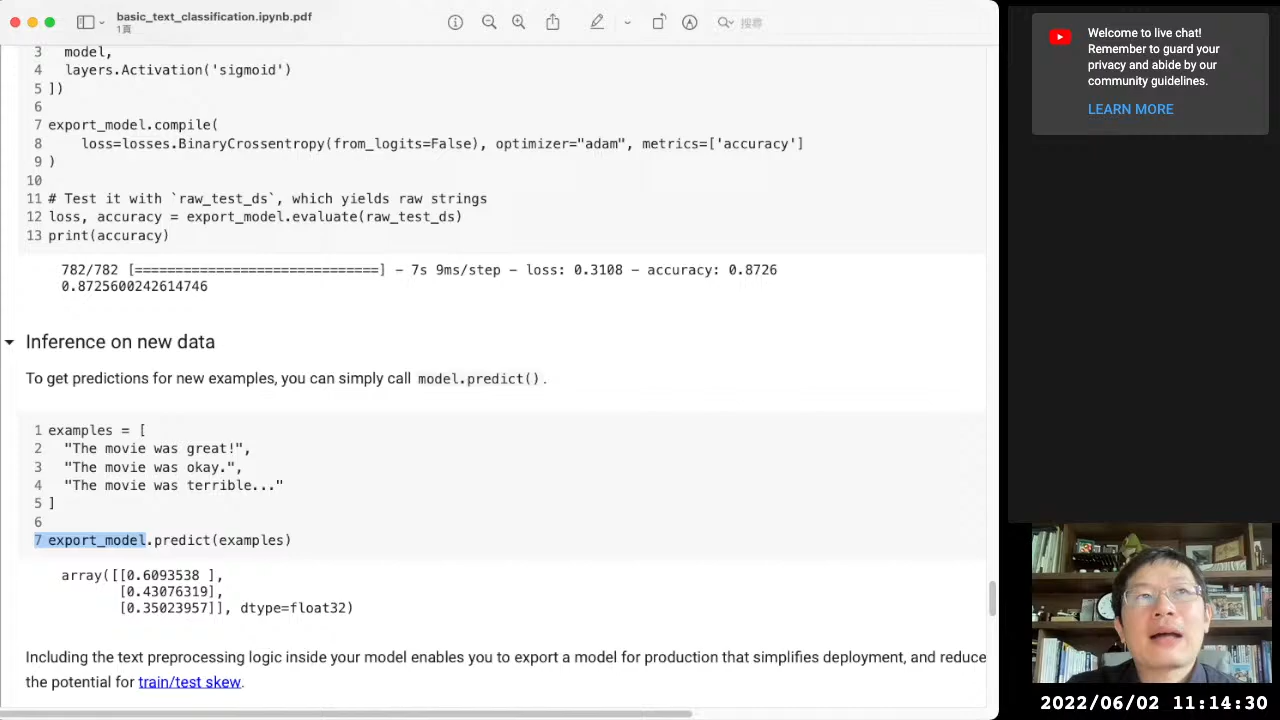 basic_text_classification.ipynb.pdf
1頁
搜尋
3 model,
4 layers.Activation('sigmoid')
5 ])
6
7 export_model.compile(
8 loss=losses.BinaryCrossentropy(from_logits=False), optimizer="adam", metrics=['accuracy']
9 )
10
11 # Test it with `raw_test_ds`, which yields raw strings
12 loss, accuracy = export_model.evaluate(raw_test_ds)
13 print(accuracy)
782/782 [==============================] - 7s 9ms/step - loss: 0.3108 - accuracy: 0.8726
0.8725600242614746
Inference on new data
To get predictions for new examples, you can simply call model.predict().
1 examples = [
2 "The movie was great!",
3 "The movie was okay.",
4 "The movie was terrible..."
5 ]
6
7 export_model.predict(examples)
array([[0.6093538 ],
[0.43076319],
[0.35023957]], dtype=float32)
Including the text preprocessing logic inside your model enables you to export a model for production that simplifies deployment, and reduce
the potential for train/test skew.
Welcome to live chat!
Remember to guard your
privacy and abide by our
community guidelines.
LEARN MORE
2022/06/02 11:14:30